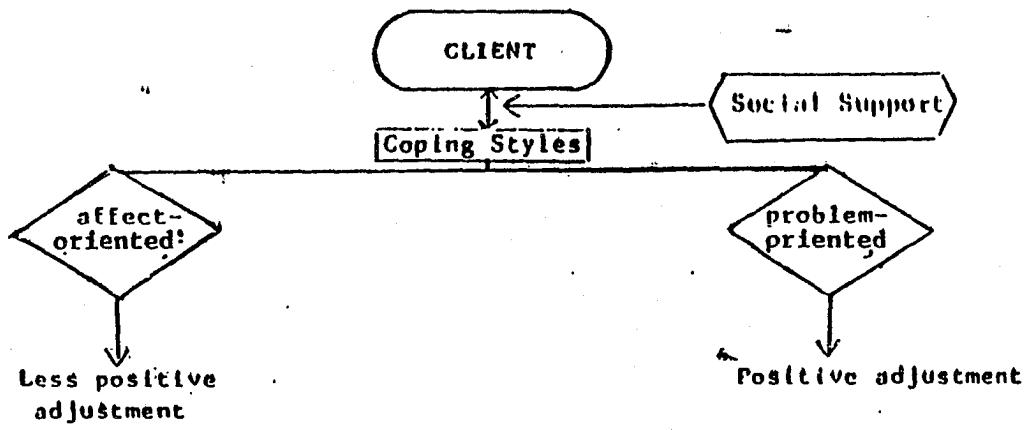 CLIENT
Social Support
Coping Styles
affect-
oriented
problem-
oriented
Less positive
adjustment
Positive adjustment